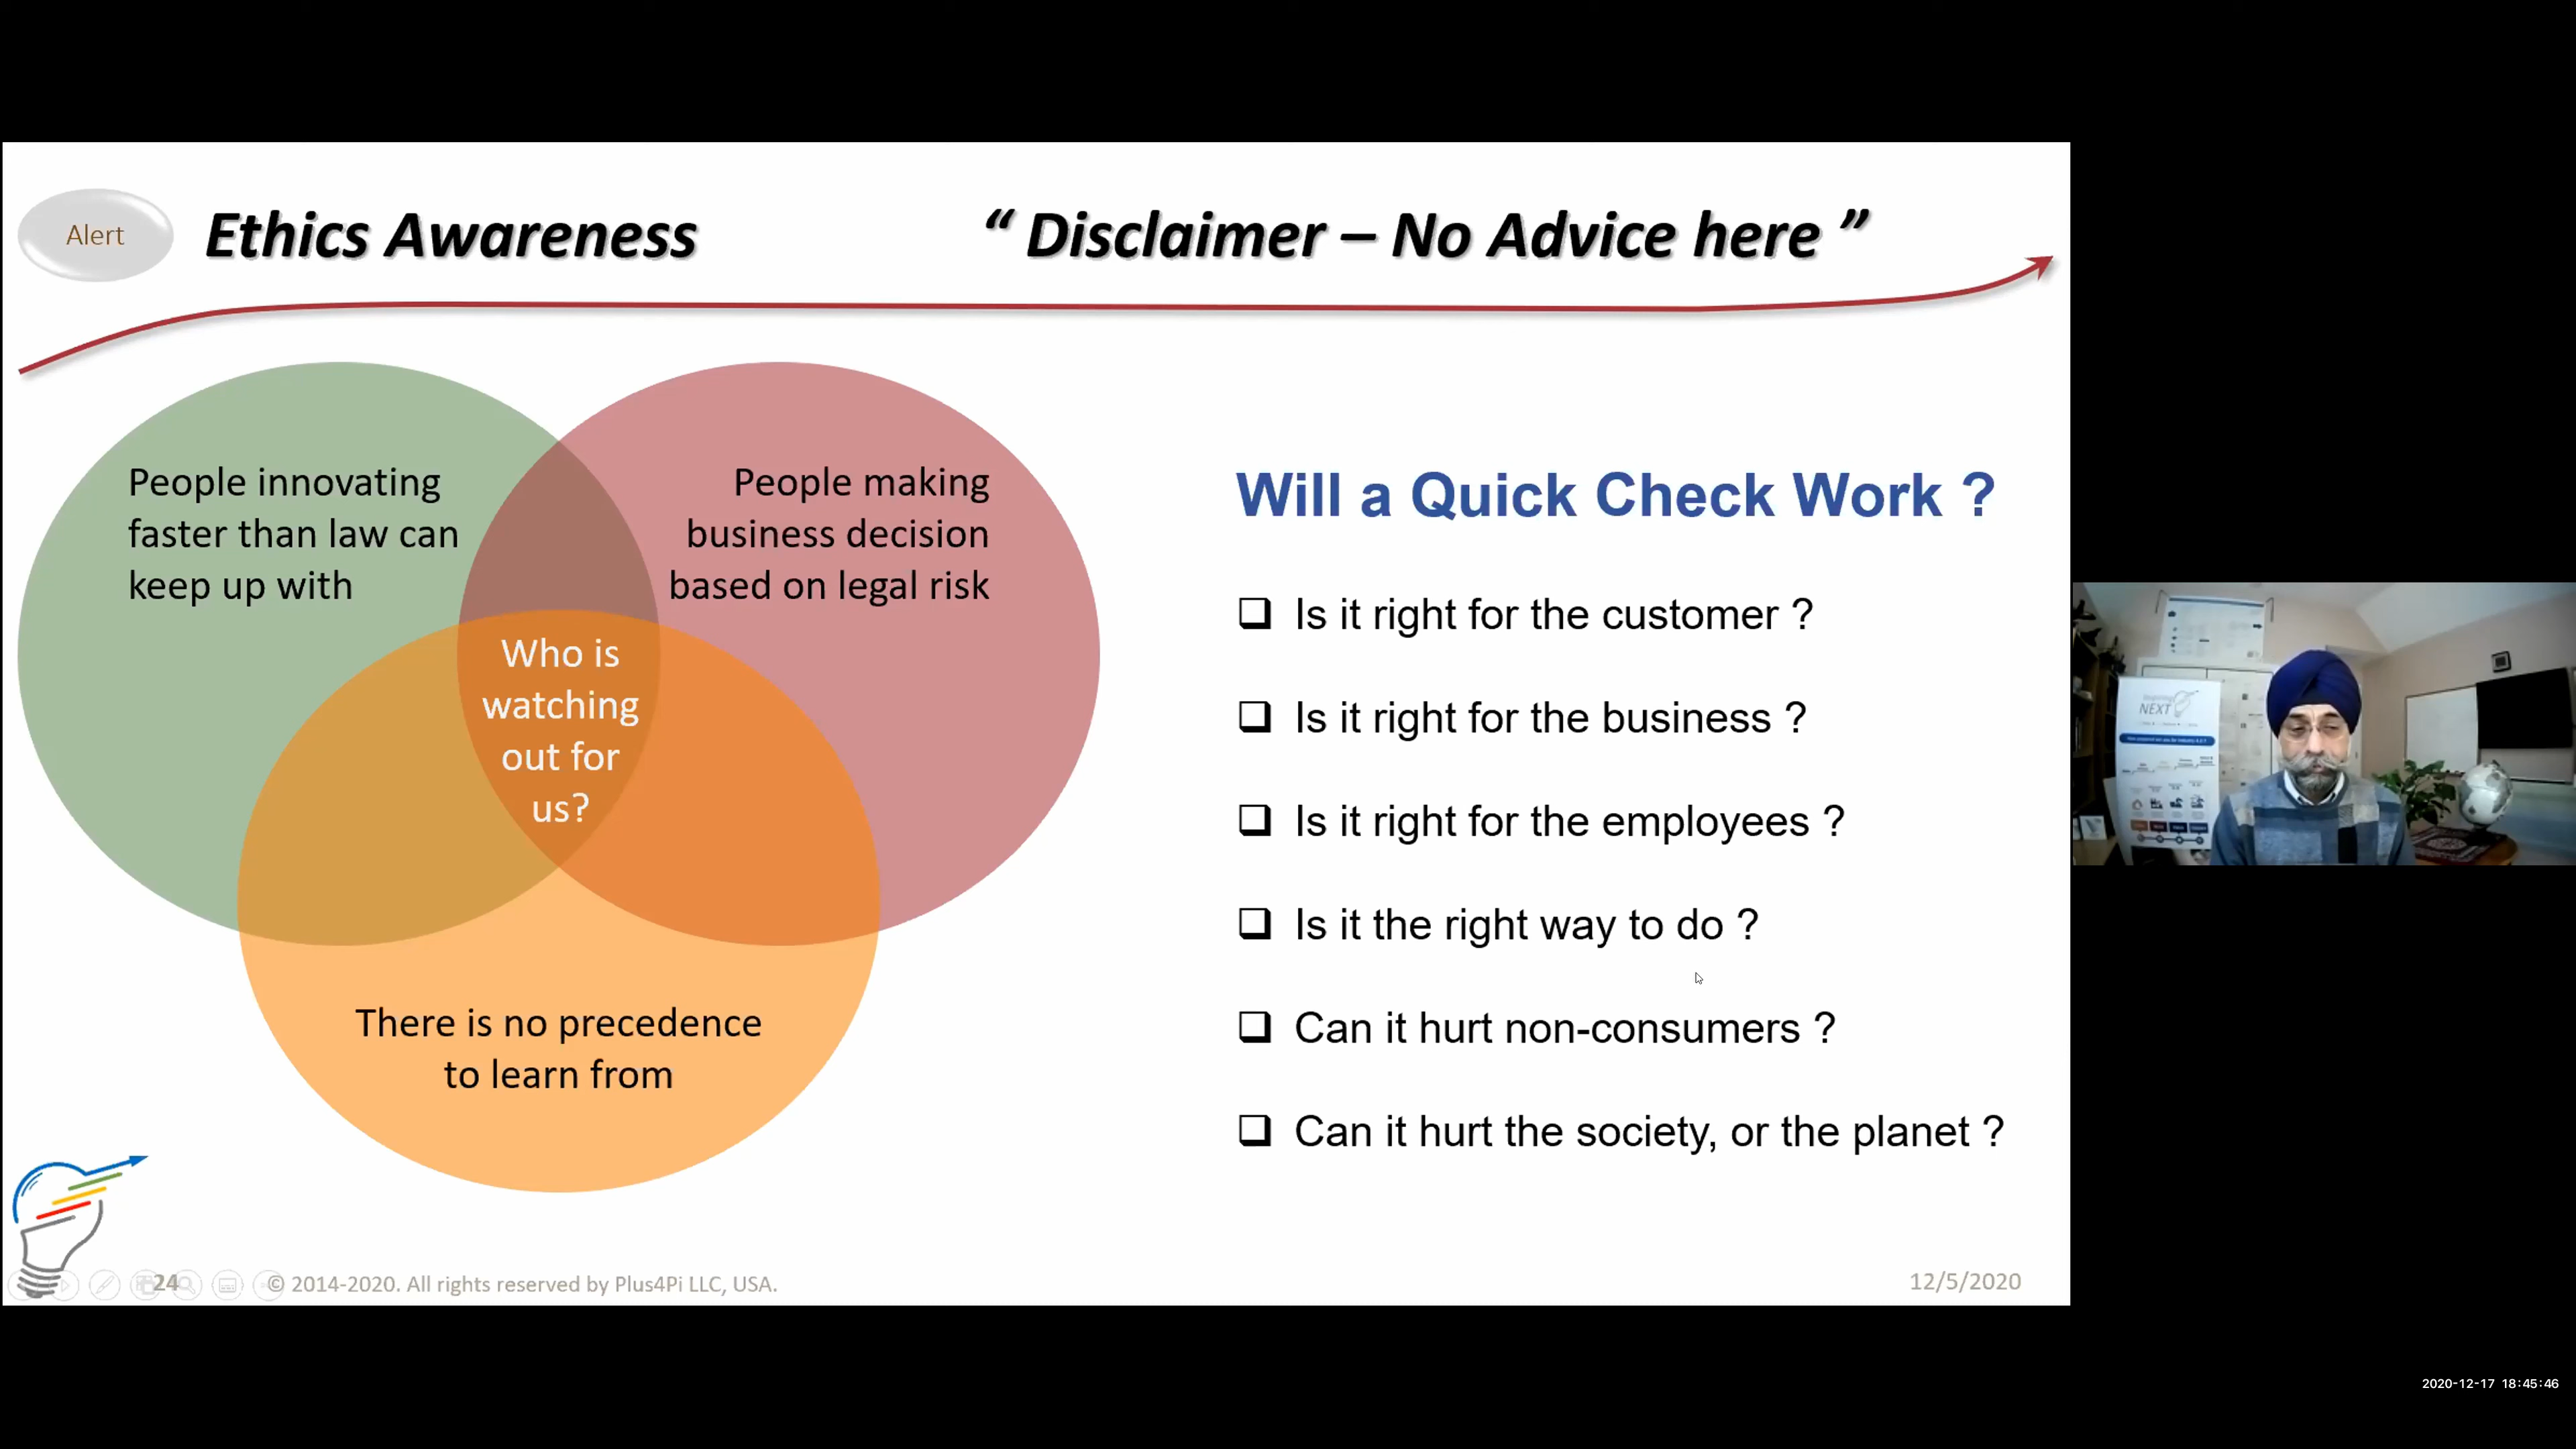 Alert
Ethics Awareness
“ Disclaimer – No Advice here ”
People innovating
faster than law can
keep up with
People making
business decision
based on legal risk
Who is
watching
out for
us?
There is no precedence
to learn from
Will a Quick Check Work ?
Is it right for the customer ?
Is it right for the business ?
Is it right for the employees ?
Is it the right way to do ?
Can it hurt non-consumers ?
Can it hurt the society, or the planet ?
24
© 2014-2020. All rights reserved by Plus4Pi LLC, USA.
12/5/2020
NEXT
2020-12-17 18:45:46